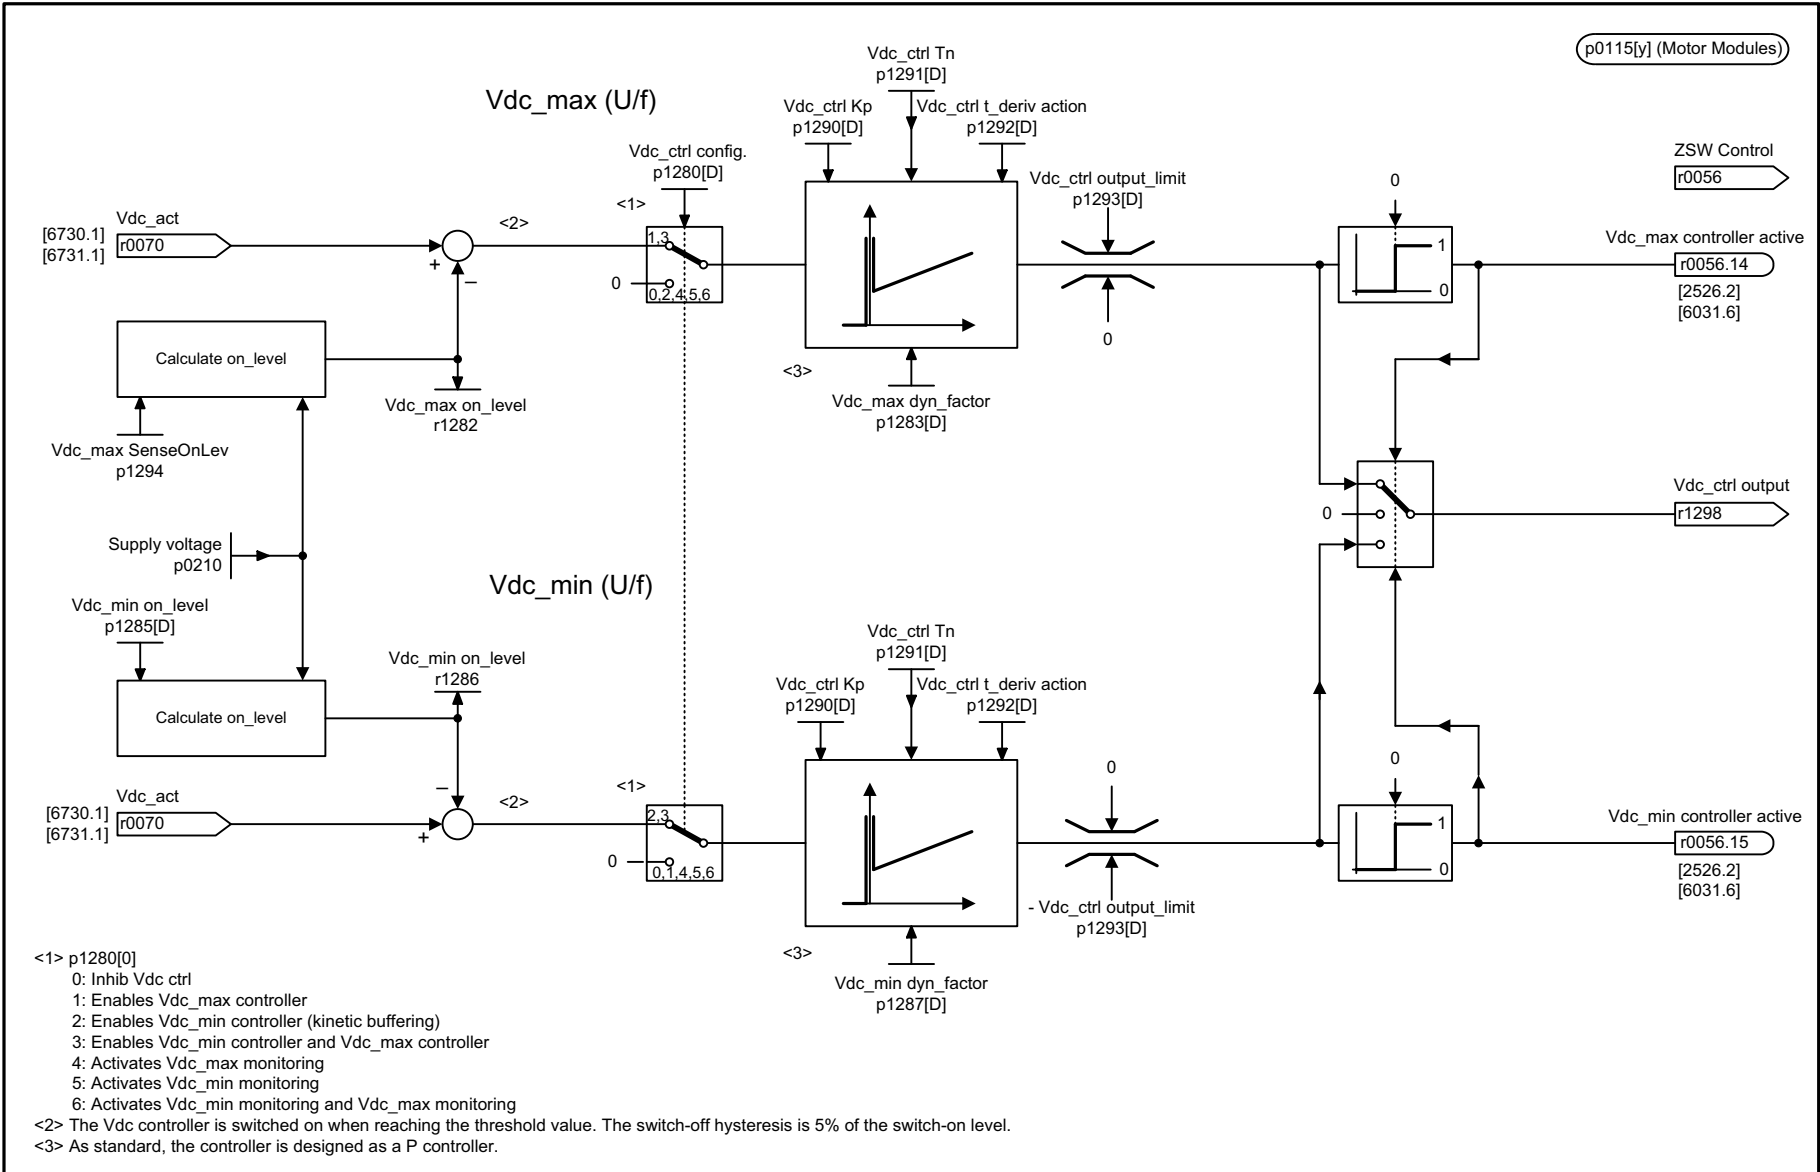 p0115[y] (Motor Modules)
Vdc_ctrl Tn
p1291[D]
Vdc_max (U/f)
Vdc_ctrl Kp
p1290[D]
Vdc_ctrl t_deriv action
p1292[D]
Vdc_ctrl config.
p1280[D]
ZSW Control
r0056
Vdc_ctrl output_limit
p1293[D]
0
<1>
Vdc_act
<2>
[6730.1]
[6731.1]
r0070
+
–
1,3
0
0,2,4,5,6
1
0
Vdc_max controller active
r0056.14
[2526.2]
[6031.6]
0
Calculate on_level
<3>
Vdc_max on_level
r1282
Vdc_max dyn_factor
p1283[D]
Vdc_max SenseOnLev
p1294
Vdc_ctrl output
r1298
0
Supply voltage
p0210
Vdc_min (U/f)
Vdc_min on_level
p1285[D]
Vdc_ctrl Tn
p1291[D]
Vdc_min on_level
r1286
Vdc_ctrl Kp
p1290[D]
Vdc_ctrl t_deriv action
p1292[D]
Calculate on_level
0
0
<1>
Vdc_act
<2>
[6730.1]
[6731.1]
r0070
+
–
2,3
0
0,1,4,5,6
1
0
Vdc_min controller active
r0056.15
[2526.2]
[6031.6]
- Vdc_ctrl output_limit
p1293[D]
<3>
Vdc_min dyn_factor
p1287[D]
<1> p1280[0]
0: Inhib Vdc ctrl
1: Enables Vdc_max controller
2: Enables Vdc_min controller (kinetic buffering)
3: Enables Vdc_min controller and Vdc_max controller
4: Activates Vdc_max monitoring
5: Activates Vdc_min monitoring
6: Activates Vdc_min monitoring and Vdc_max monitoring
<2> The Vdc controller is switched on when reaching the threshold value. The switch-off hysteresis is 5% of the switch-on level.
<3> As standard, the controller is designed as a P controller.